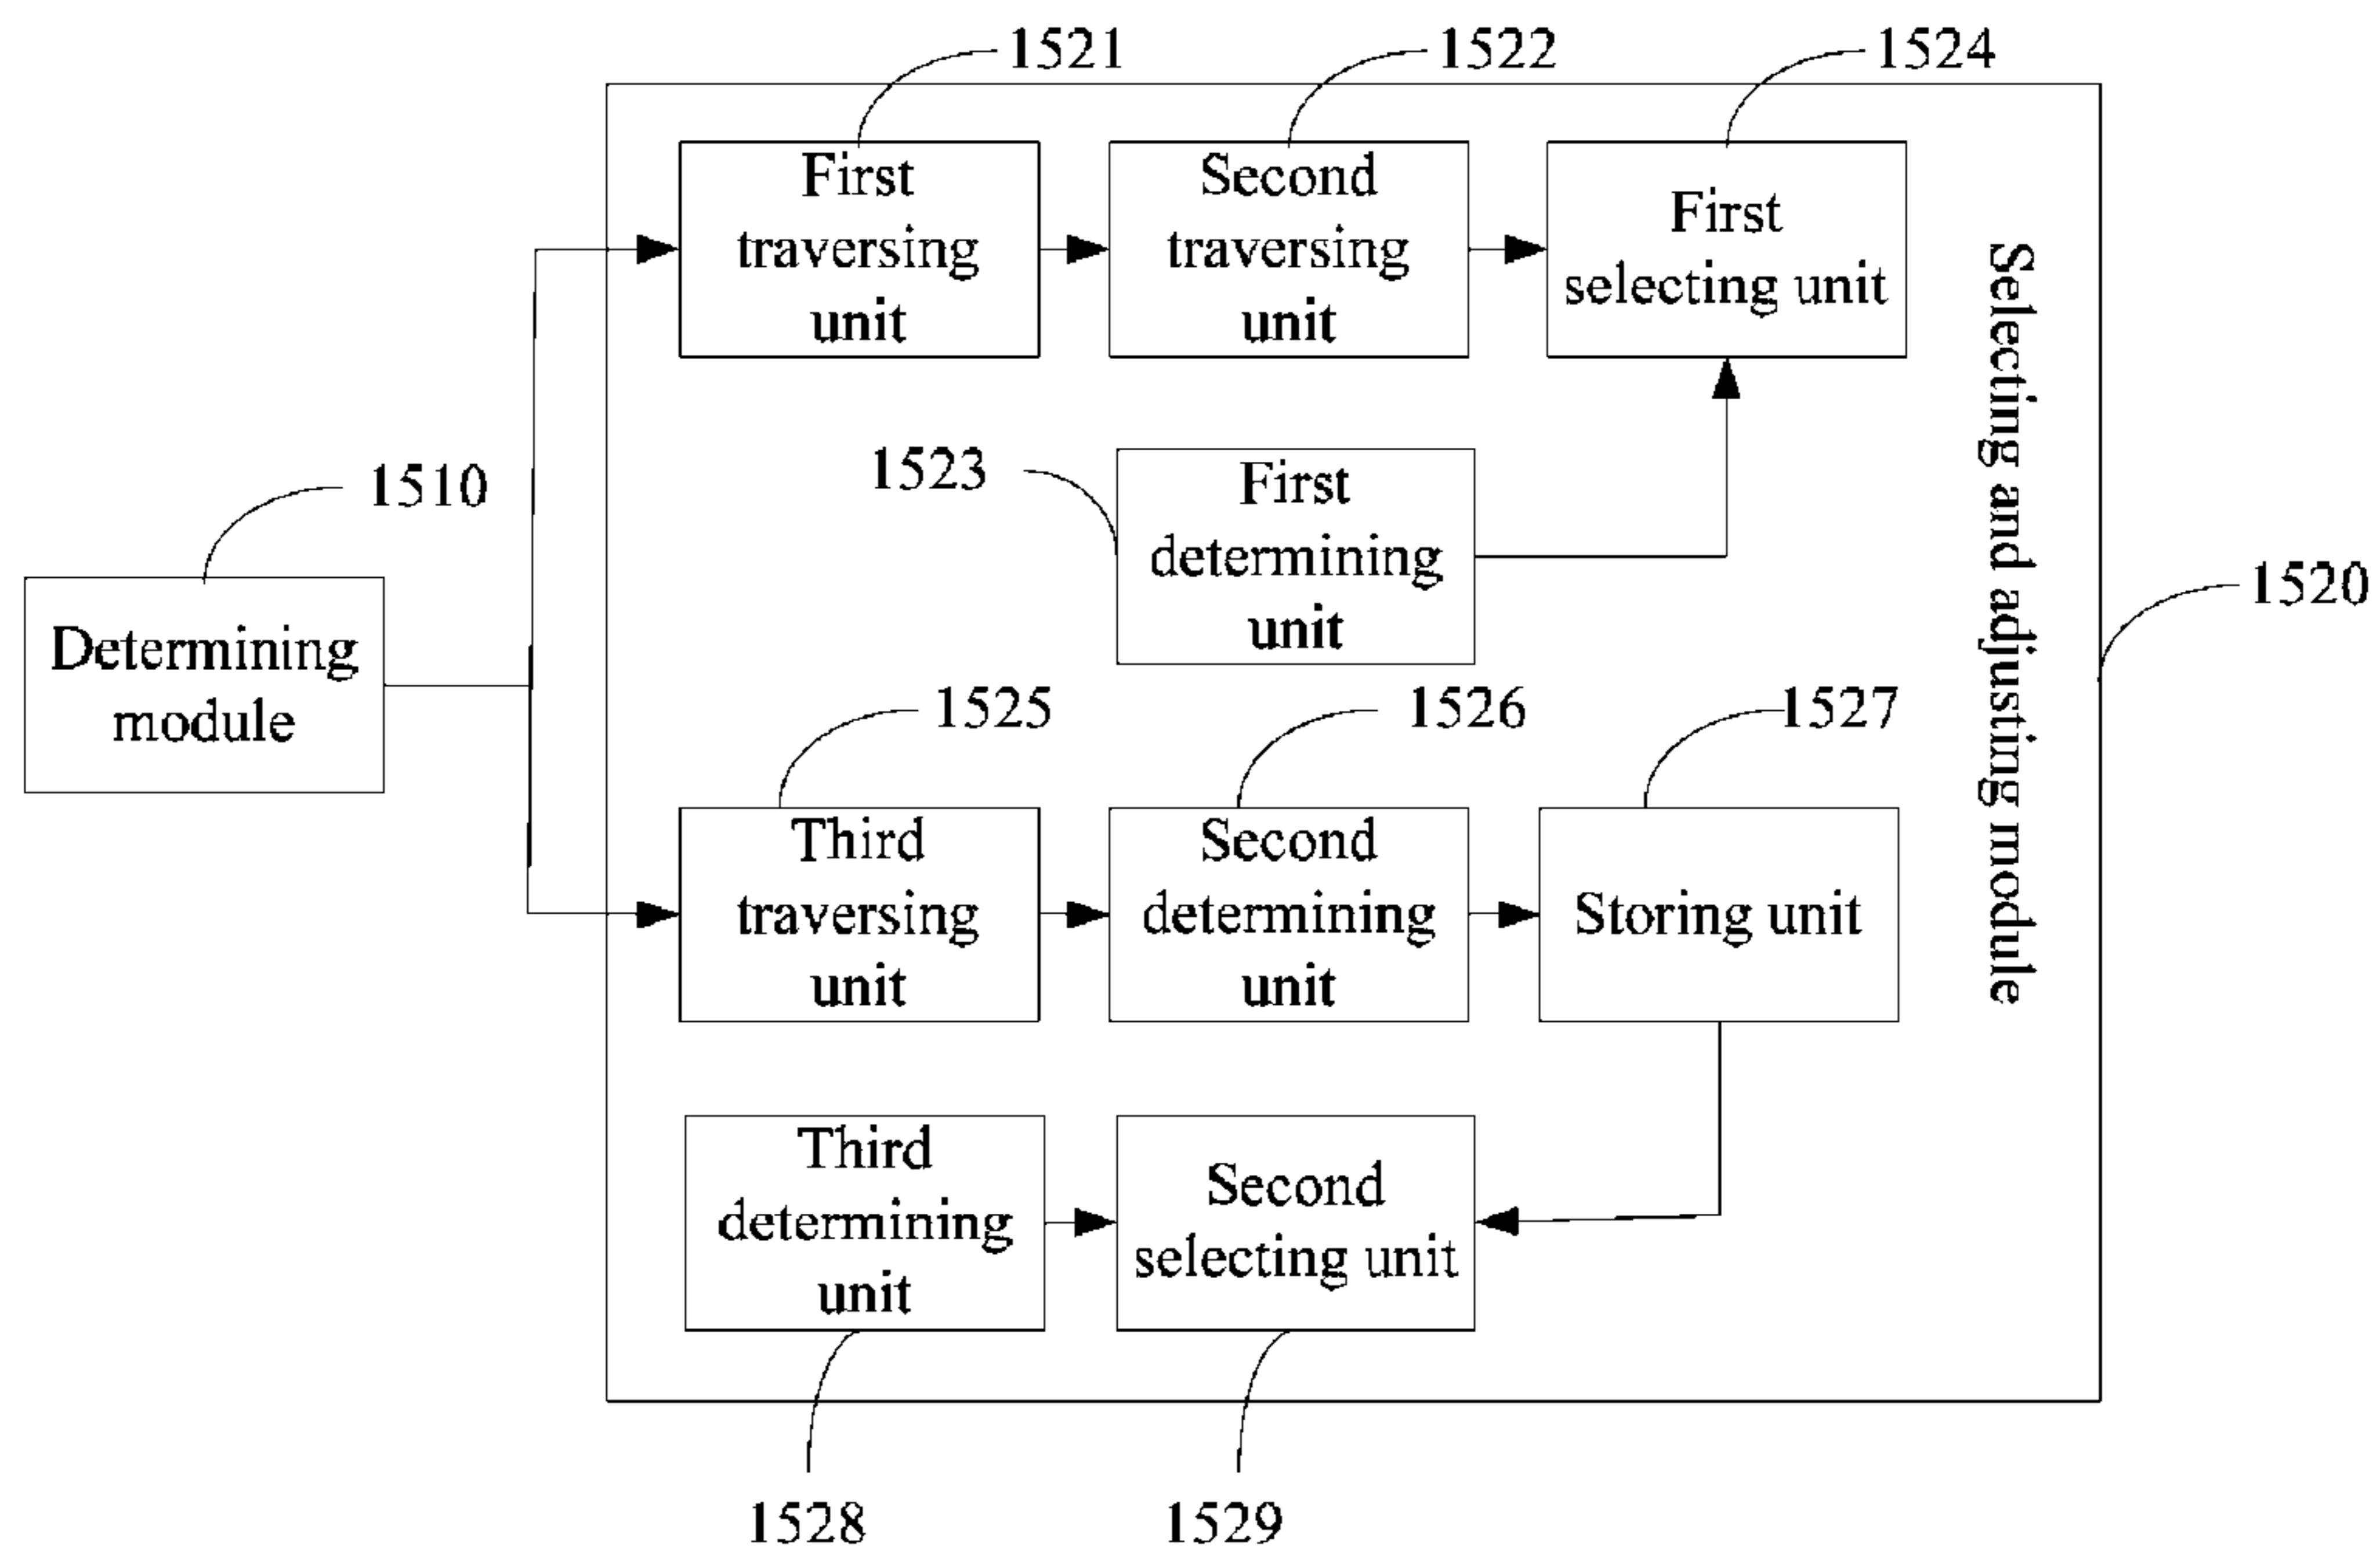 1521
1522
1524
First
traversing
unit
Second
traversing
unit
First
selecting unit
1510
Determining
module
1523
First
determining
unit
Selecting and adjusting module
1520
1525
1526
1527
Third
traversing
unit
Second
determining
unit
Storing unit
Third
determining
unit
Second
selecting unit
1528
1529